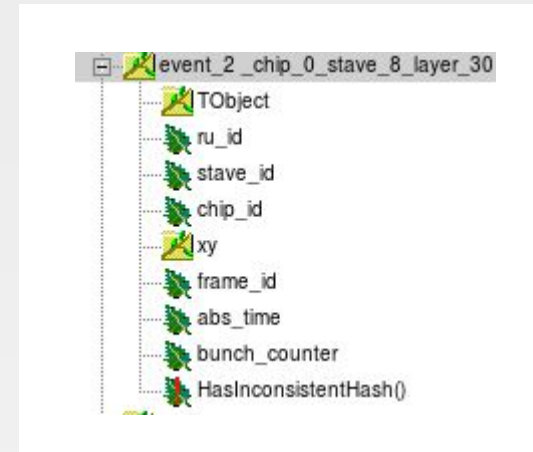 event_2 _chip_0_stave_8_layer_30
TObject
ru_id
stave_id
chip_id
xy
frame_id
abs_time
bunch_counter
HasInconsistentHash()